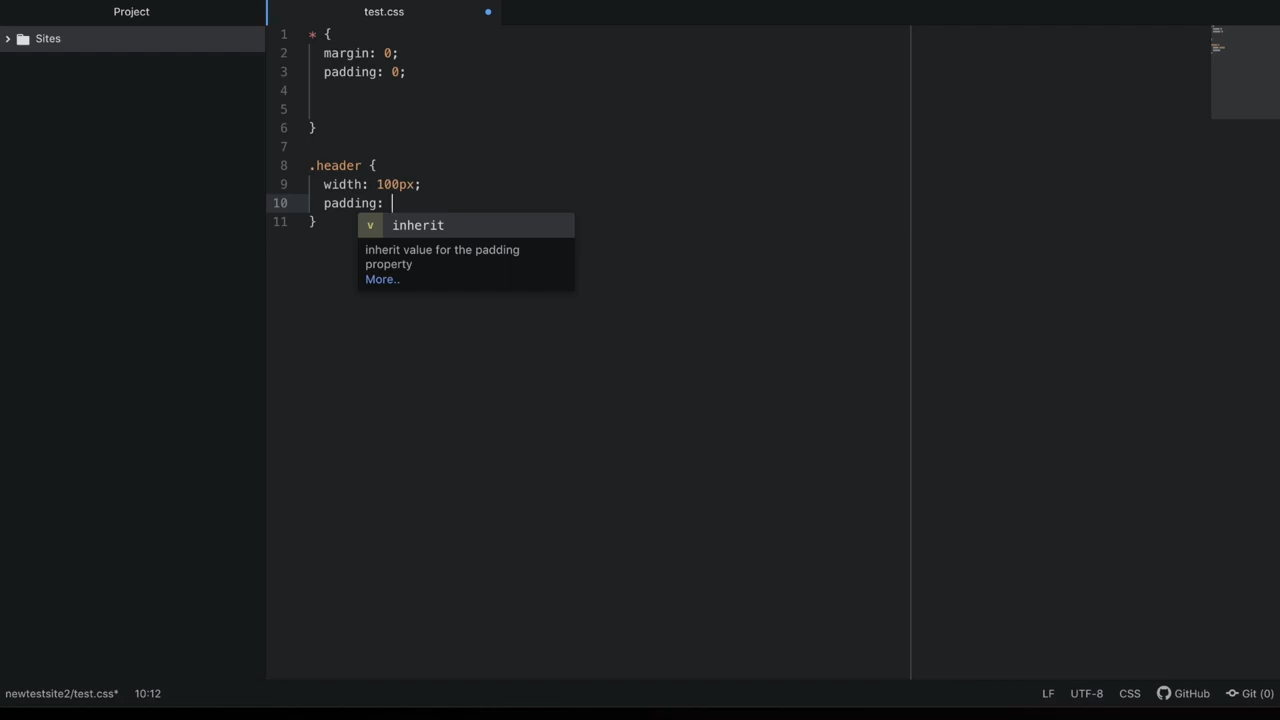 Project
test.css
Sites
1 * {
2 margin: 0;
3 padding: 0;
4
5
6 }
7
8 .header {
9 width: 100px;
10 padding:
11 }
v inherit
inherit value for the padding
property
More..
newtestsite2/test.css* 10:12
LF UTF-8 CSS GitHub Git (0)